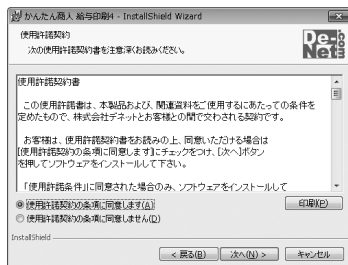 かんたん商人 給与印刷4 - InstallShield Wizard
使用許諾契約
次の使用許諾契約書を注意深くお読みください。
De-
Net
使用許諾契約書
この使用許諾書は、本製品および、関連資料をご使用するにあたっての条件を
定めたもので、株式会社デネットとお客様との間で交わされる契約です。
お客様は、使用許諾契約書をお読みの上、同意いただける場合は
[使用許諾契約の条項に同意します]にチェックをつけ、[次へ]ボタン
を押してソフトウェアをインストールして下さい。
「使用許諾条件」に同意された場合のみ、ソフトウェアをインストールして
使用許諾契約の条項に同意します(A)
印刷(P)
使用許諾契約の条項に同意しません(D)
InstallShield
< 戻る(B)
次へ(N) >
キャンセル